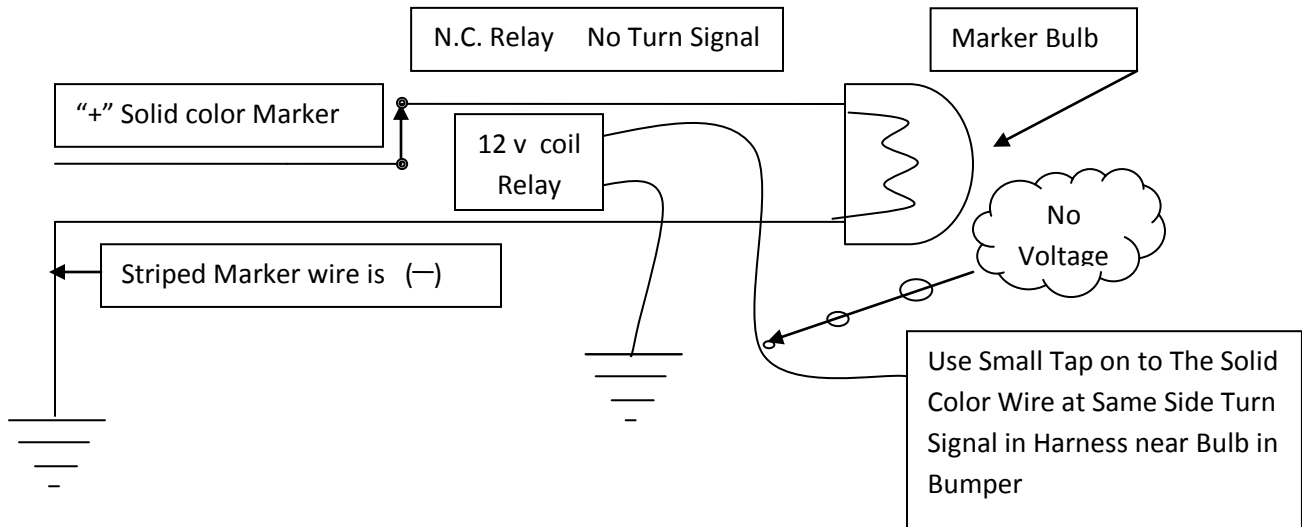 N.C. Relay No Turn Signal
Marker Bulb
“+” Solid color Marker
12 v coil
Relay
No
Voltage
Striped Marker wire is (—)
Use Small Tap on to The Solid
Color Wire at Same Side Turn
Signal in Harness near Bulb in
Bumper